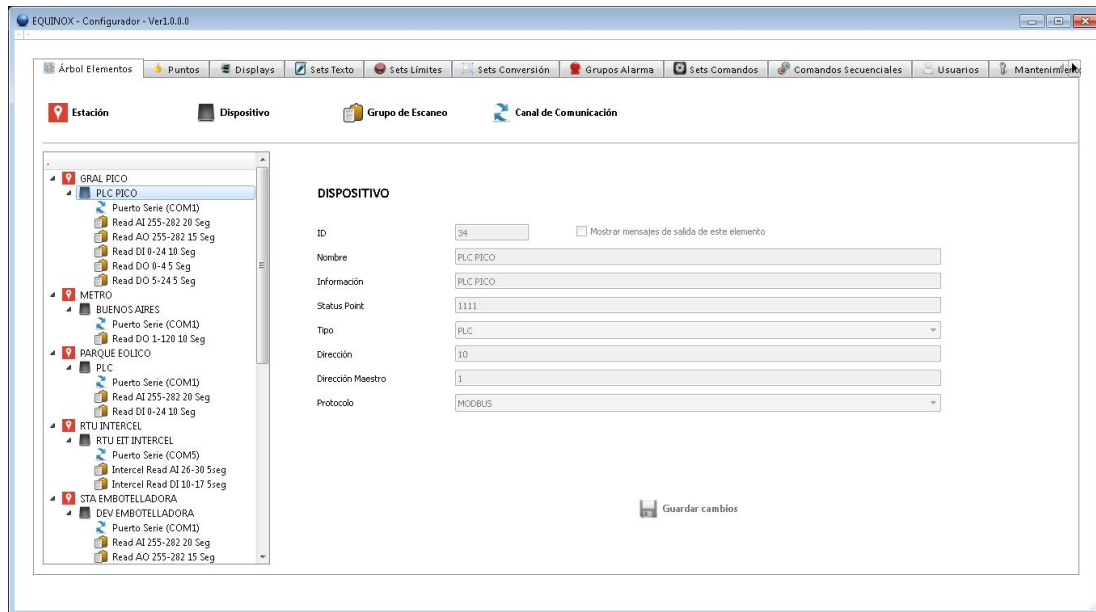 EQUINOX - Configurador - Ver1.0.0.0
Árbol Elementos Puntos Displays Sets Texto Sets Límites Sets Conversión Grupos Alarma Sets Comandos Comandos Secuenciales Usuarios Mantenimiento
Estación Dispositivo Grupo de Escaneo Canal de Comunicación
GRAL PICO
PLC PICO
Puerto Serie (COM1)
Read AI 255-282 20 Seg
Read AO 255-282 15 Seg
Read DI 0-24 10 Seg
Read DO 0-4 5 Seg
Read DO 5-24 5 Seg
METRO
BUENOS AIRES
Puerto Serie (COM1)
Read DO 1-120 10 Seg
PARQUE EOLICO
PLC
Puerto Serie (COM1)
Read AI 255-282 20 Seg
Read DI 0-24 10 Seg
RTU INTERCEL
RTU EIT INTERCEL
Puerto Serie (COM5)
Intercel Read AI 26-30 5seg
Intercel Read DI 10-17 5seg
STA EMBOTELLADORA
DEV EMBOTELLADORA
Puerto Serie (COM1)
Read AI 255-282 20 Seg
Read AO 255-282 15 Seg
DISPOSITIVO
ID 34 Mostrar mensajes de salida de este elemento
Nombre PLC PICO
Información PLC PICO
Status Point 1111
Tipo PLC
Dirección 10
Dirección Maestro 1
Protocolo MODBUS
Guardar cambios